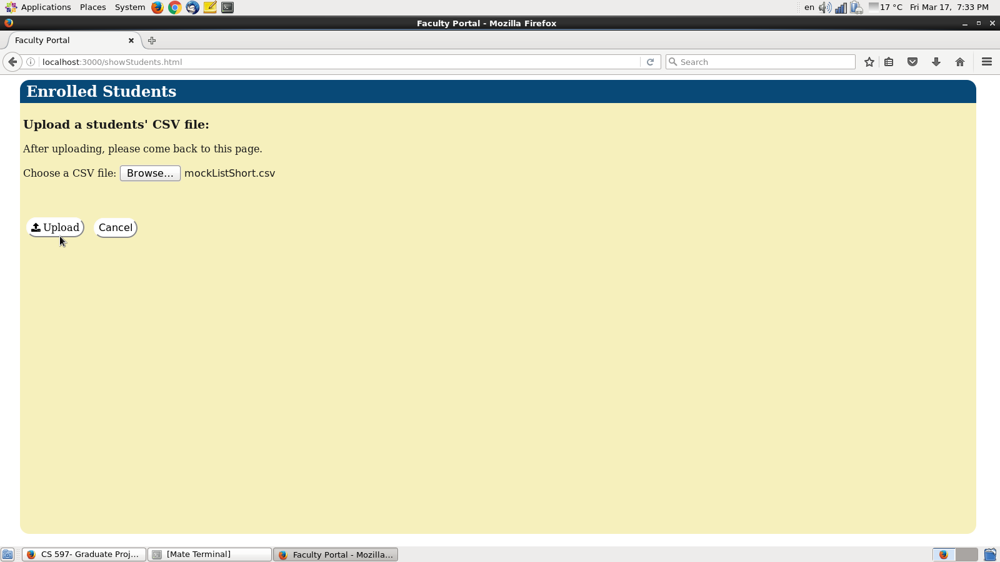 Applications Places System en 17 °C Fri Mar 17, 7:33 PM
Faculty Portal - Mozilla Firefox
Faculty Portal
localhost:3000/showStudents.html Search
Enrolled Students
Upload a students' CSV file:
After uploading, please come back to this page.
Choose a CSV file: Browse... mockListShort.csv
Upload Cancel
CS 597- Graduate Proj... [Mate Terminal] Faculty Portal - Mozilla...